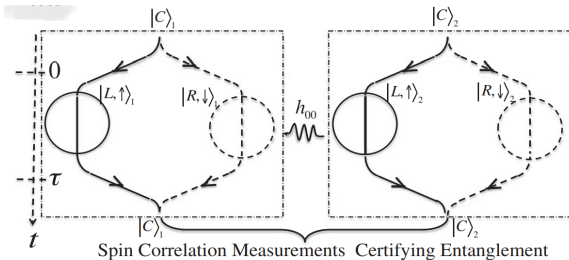 |C⟩₁ |C⟩₂
0
|L,↑⟩₁ |R,↓⟩₁ h₀₀ |L,↑⟩₂ |R,↓⟩₂
τ
|C⟩₁ |C⟩₂
t
Spin Correlation Measurements Certifying Entanglement